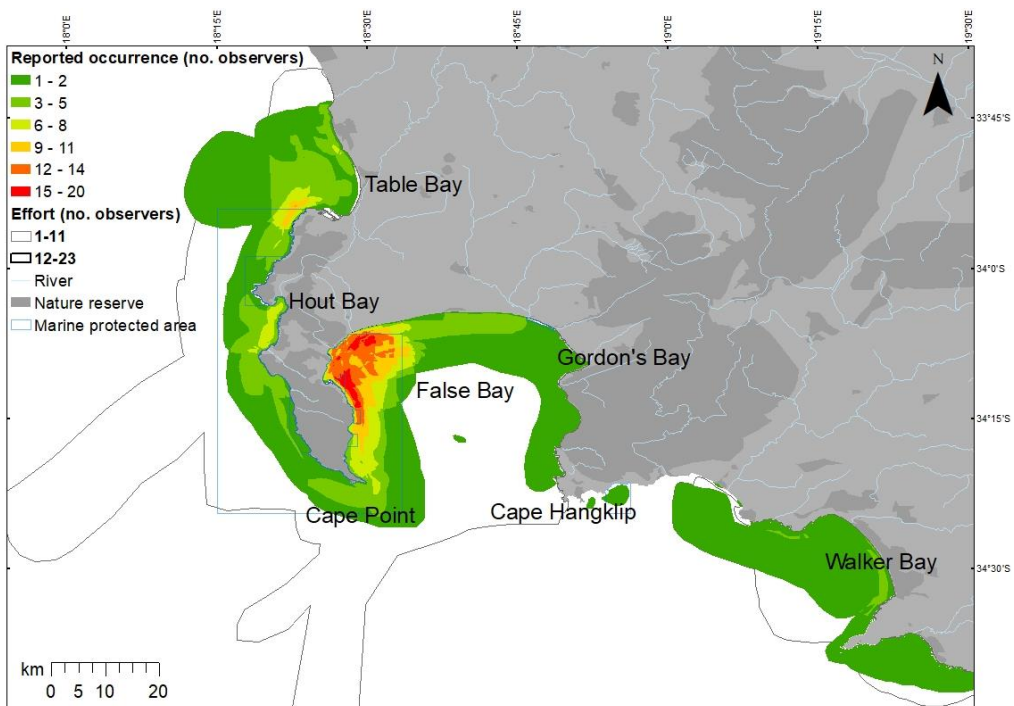 18°0'E 18°15'E 18°30'E 18°45'E 19°0'E 19°15'E 19°30'E
Reported occurrence (no. observers)
1 - 2
3 - 5
6 - 8
9 - 11
12 - 14
15 - 20
Effort (no. observers)
1-11
12-23
River
Nature reserve
Marine protected area
N
33°45'S
Table Bay
34°0'S
Hout Bay
Gordon's Bay
False Bay
34°15'S
Cape Point
Cape Hangklip
Walker Bay
34°30'S
km
0 5 10 20